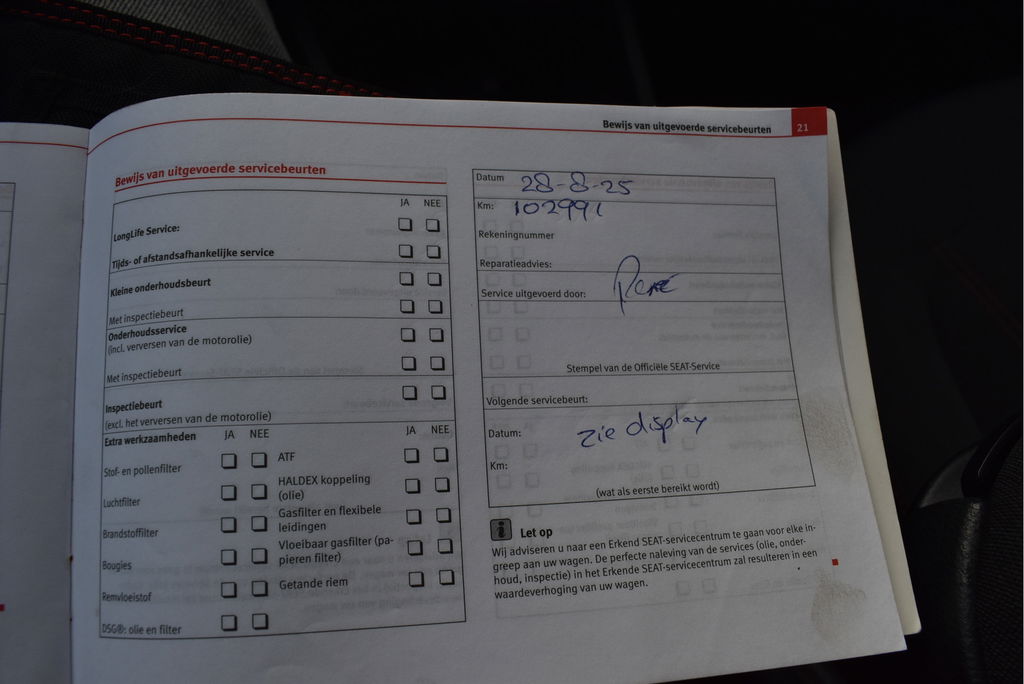 Bewijs van uitgevoerde servicebeurten 21
Bewijs van uitgevoerde servicebeurten
JA NEE
LongLife Service:
Tijds- of afstandsafhankelijke service
Kleine onderhoudsbeurt
Met inspectiebeurt
Onderhoudsservice
(incl. verversen van de motorolie)
Met inspectiebeurt
Inspectiebeurt
(excl. het verversen van de motorolie)
Extra werkzaamheden JA NEE JA NEE
Stof- en pollenfilter
Luchtfilter
Brandstoffilter
Bougies
Remvloeistof
DSG®: olie en filter
ATF
HALDEX koppeling
(olie)
Gasfilter en flexibele
leidingen
Vloeibaar gasfilter (pa-
pieren filter)
Getande riem
Datum 28-8-25
Km: 102991
Rekeningnummer
Reparatieadvies:
Service uitgevoerd door: René
Stempel van de Officiële SEAT-Service
Volgende servicebeurt:
Datum: zie display
Km:
(wat als eerste bereikt wordt)
i Let op
Wij adviseren u naar een Erkend SEAT-servicecentrum te gaan voor elke in-
greep aan uw wagen. De perfecte naleving van de services (olie, onder-
houd, inspectie) in het Erkende SEAT-servicecentrum zal resulteren in een
waardeverhoging van uw wagen.